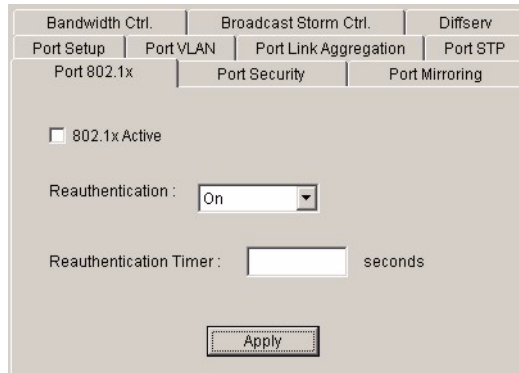 Bandwidth Ctrl. Broadcast Storm Ctrl. Diffserv
Port Setup Port VLAN Port Link Aggregation Port STP
Port 802.1x Port Security Port Mirroring
802.1x Active
Reauthentication : On
Reauthentication Timer : seconds
Apply